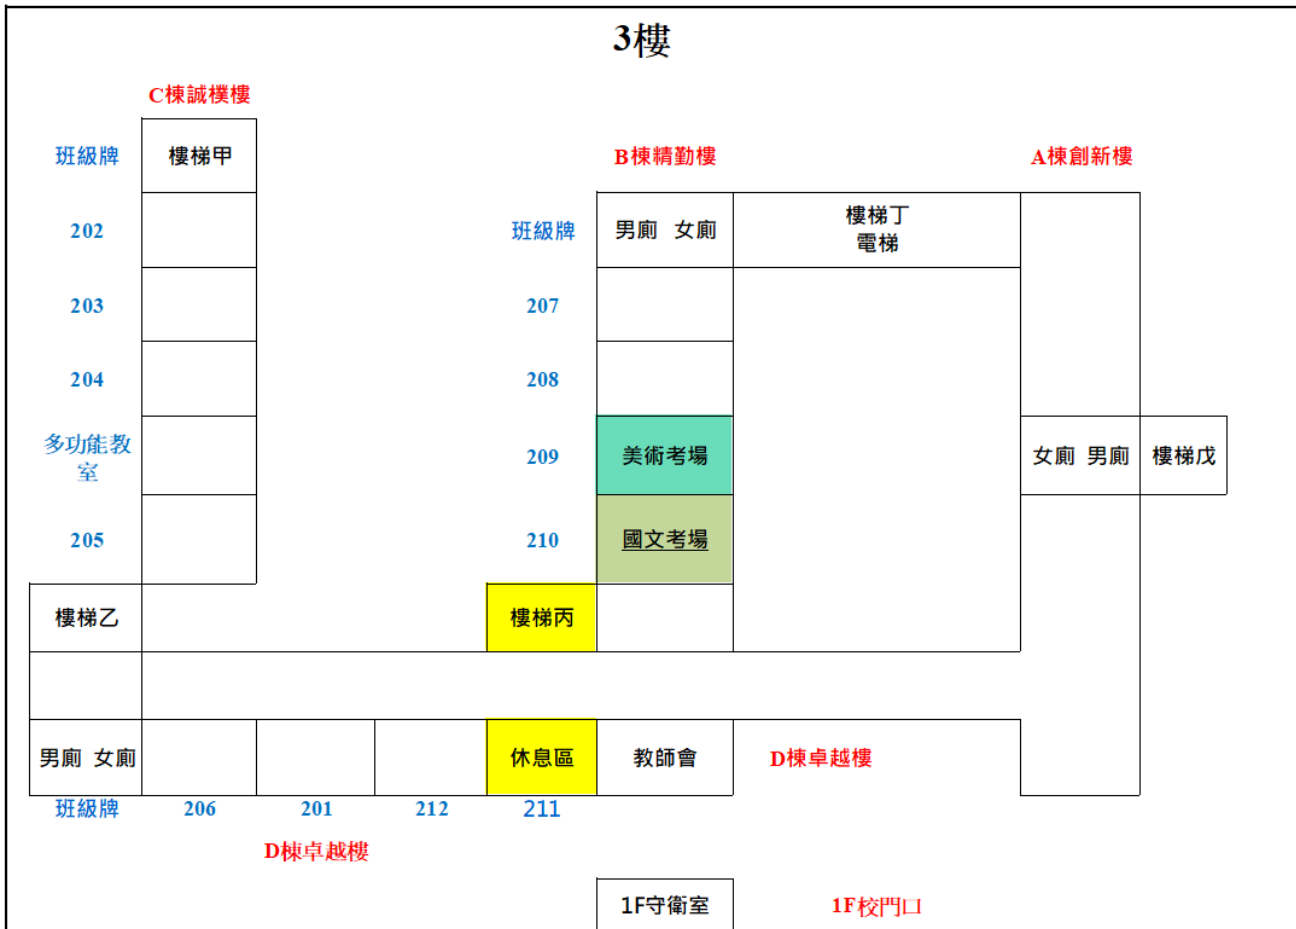 3樓
C棟誠樸樓
班級牌 樓梯甲 B棟精勤樓 A棟創新樓
202 班級牌 男廁 女廁 樓梯丁
電梯
203 207
204 208
多功能教
室
209 美術考場 女廁 男廁 樓梯戊
205 210 國文考場
樓梯乙 樓梯丙
男廁 女廁 休息區 教師會 D棟卓越樓
班級牌 206 201 212 211
D棟卓越樓
1F守衛室 1F校門口